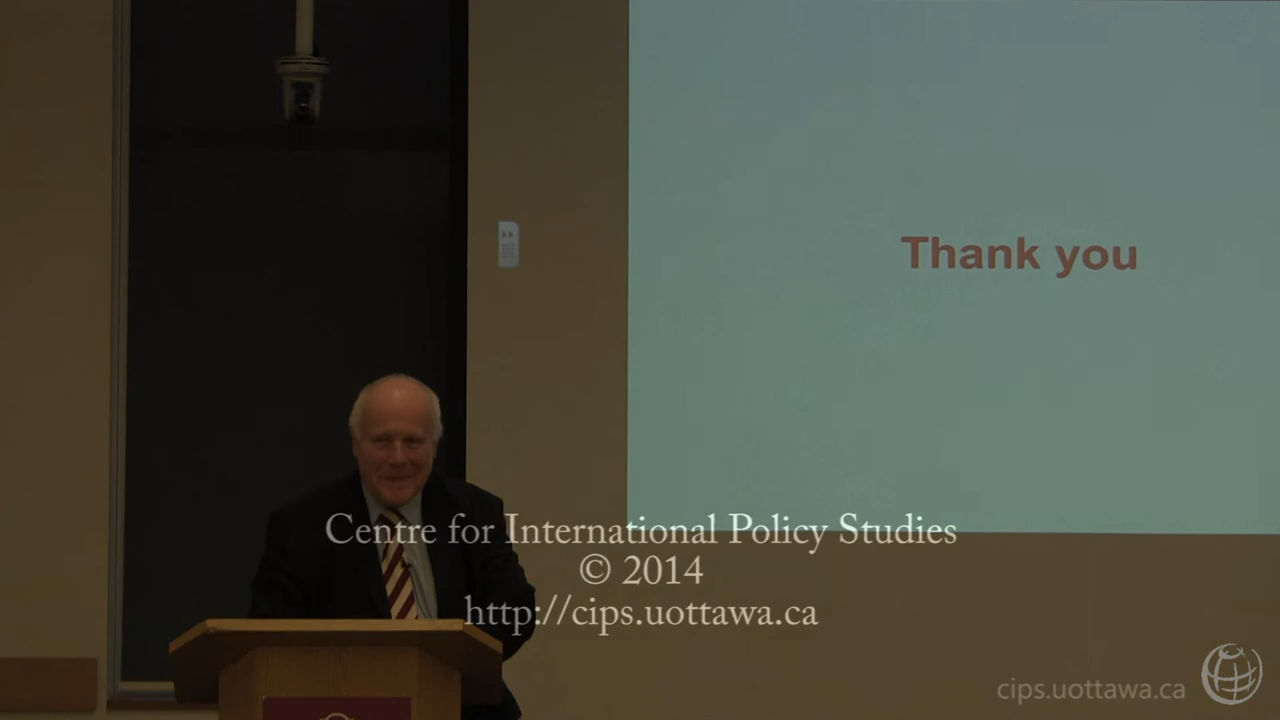 Thank you
Centre for International Policy Studies
© 2014
http://cips.uottawa.ca
cips.uottawa.ca